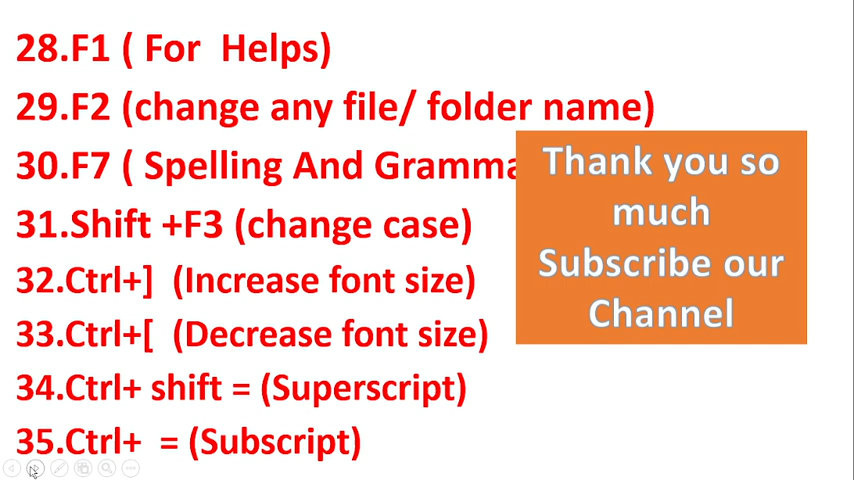 28.F1 ( For Helps)
29.F2 (change any file/ folder name)
30.F7 ( Spelling And
31.Shift +F3 (change case)
32.Ctrl+] (Increase font size)
33.Ctrl+[ (Decrease font size)
34.Ctrl+ shift = (Superscript)
35.Ctrl+ = (Subscript)
Thank you so
much
Subscribe our
Channel